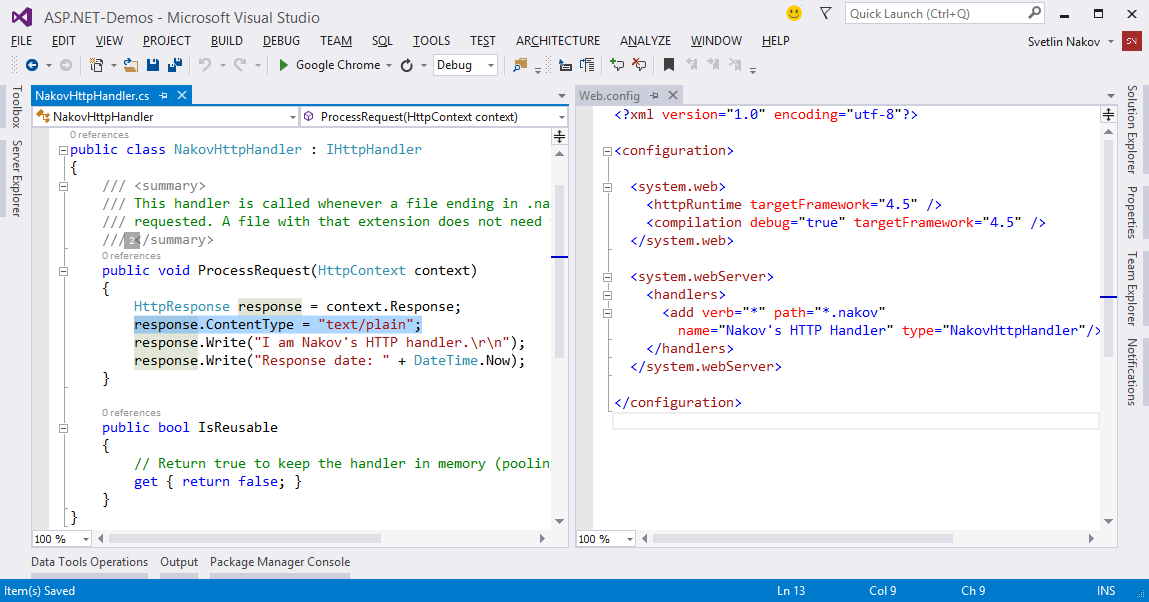 ASP.NET-Demos - Microsoft Visual Studio
Quick Launch (Ctrl+Q)
FILE EDIT VIEW PROJECT BUILD DEBUG TEAM SQL TOOLS TEST ARCHITECTURE ANALYZE WINDOW HELP
Svetlin Nakov SN
Google Chrome Debug
Toolbox
Server Explorer
NakovHttpHandler.cs
NakovHttpHandler ProcessRequest(HttpContext context)
0 references
public class NakovHttpHandler : IHttpHandler
{
/// <summary>
/// This handler is called whenever a file ending in .na
/// requested. A file with that extension does not need
/// 2 </summary>
0 references
public void ProcessRequest(HttpContext context)
{
HttpResponse response = context.Response;
response.ContentType = "text/plain";
response.Write("I am Nakov's HTTP handler.\r\n");
response.Write("Response date: " + DateTime.Now);
}
0 references
public bool IsReusable
{
// Return true to keep the handler in memory (poolin
get { return false; }
}
}
100 %
Web.config
<?xml version="1.0" encoding="utf-8"?>
<configuration>
<system.web>
<httpRuntime targetFramework="4.5" />
<compilation debug="true" targetFramework="4.5" />
</system.web>
<system.webServer>
<handlers>
<add verb="*" path="*.nakov"
name="Nakov's HTTP Handler" type="NakovHttpHandler"/>
</handlers>
</system.webServer>
</configuration>
100 %
Solution Explorer
Properties
Team Explorer
Notifications
Data Tools Operations Output Package Manager Console
Item(s) Saved Ln 13 Col 9 Ch 9 INS